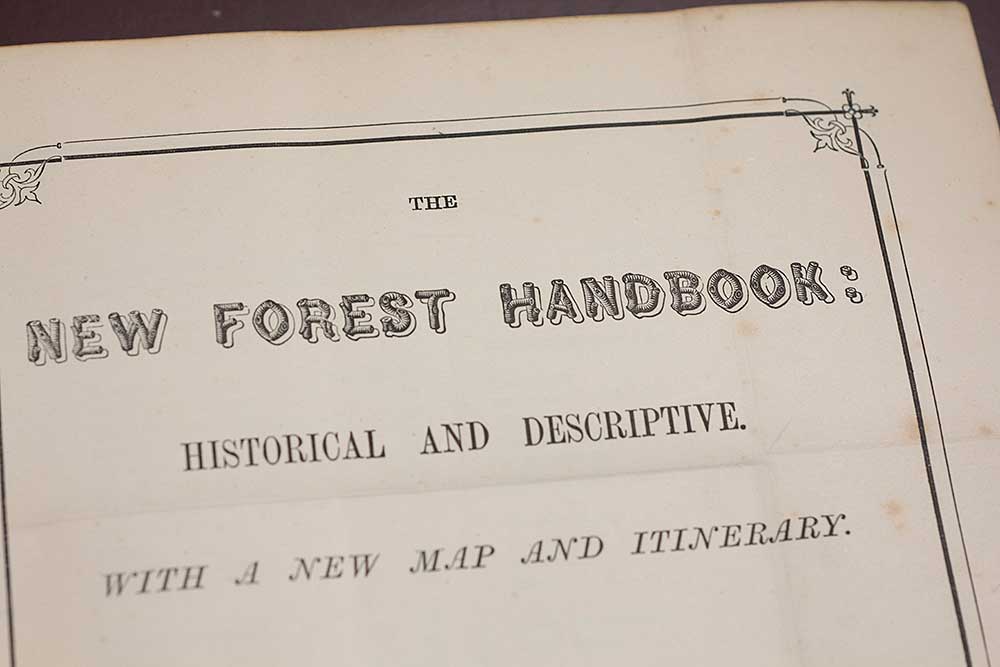 THE
NEW FOREST HANDBOOK:
HISTORICAL AND DESCRIPTIVE.
WITH A NEW MAP AND ITINERARY.